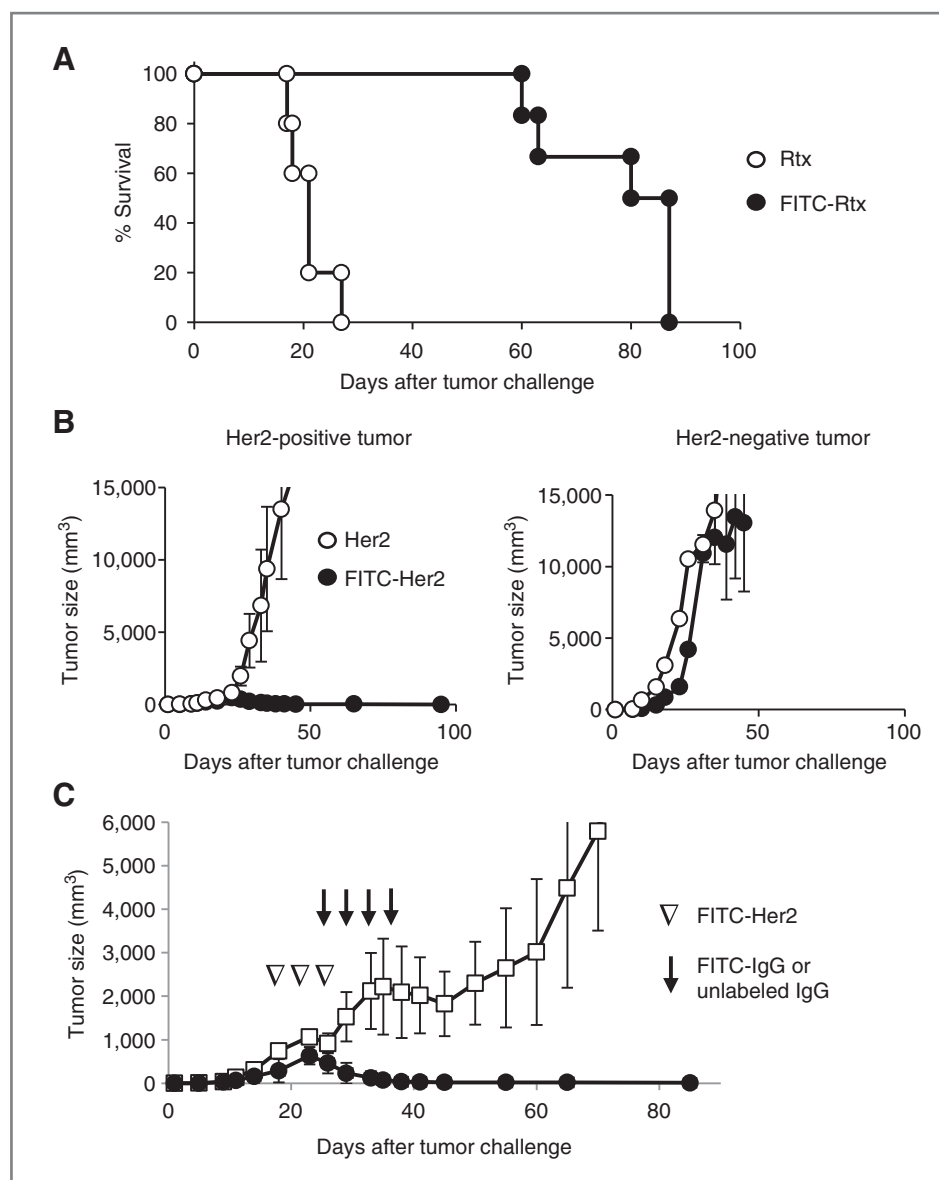 A
% Survival
100
80
60
40
20
0
0 20 40 60 80 100
Days after tumor challenge
Rtx
FITC-Rtx
B
Her2-positive tumor
Tumor size (mm³)
15,000
10,000
5,000
0
0 50 100
Days after tumor challenge
Her2
FITC-Her2
Her2-negative tumor
Tumor size (mm³)
15,000
10,000
5,000
0
0 50 100
Days after tumor challenge
C
Tumor size (mm³)
6,000
5,000
4,000
3,000
2,000
1,000
0
0 20 40 60 80
Days after tumor challenge
FITC-Her2
FITC-IgG or
unlabeled IgG